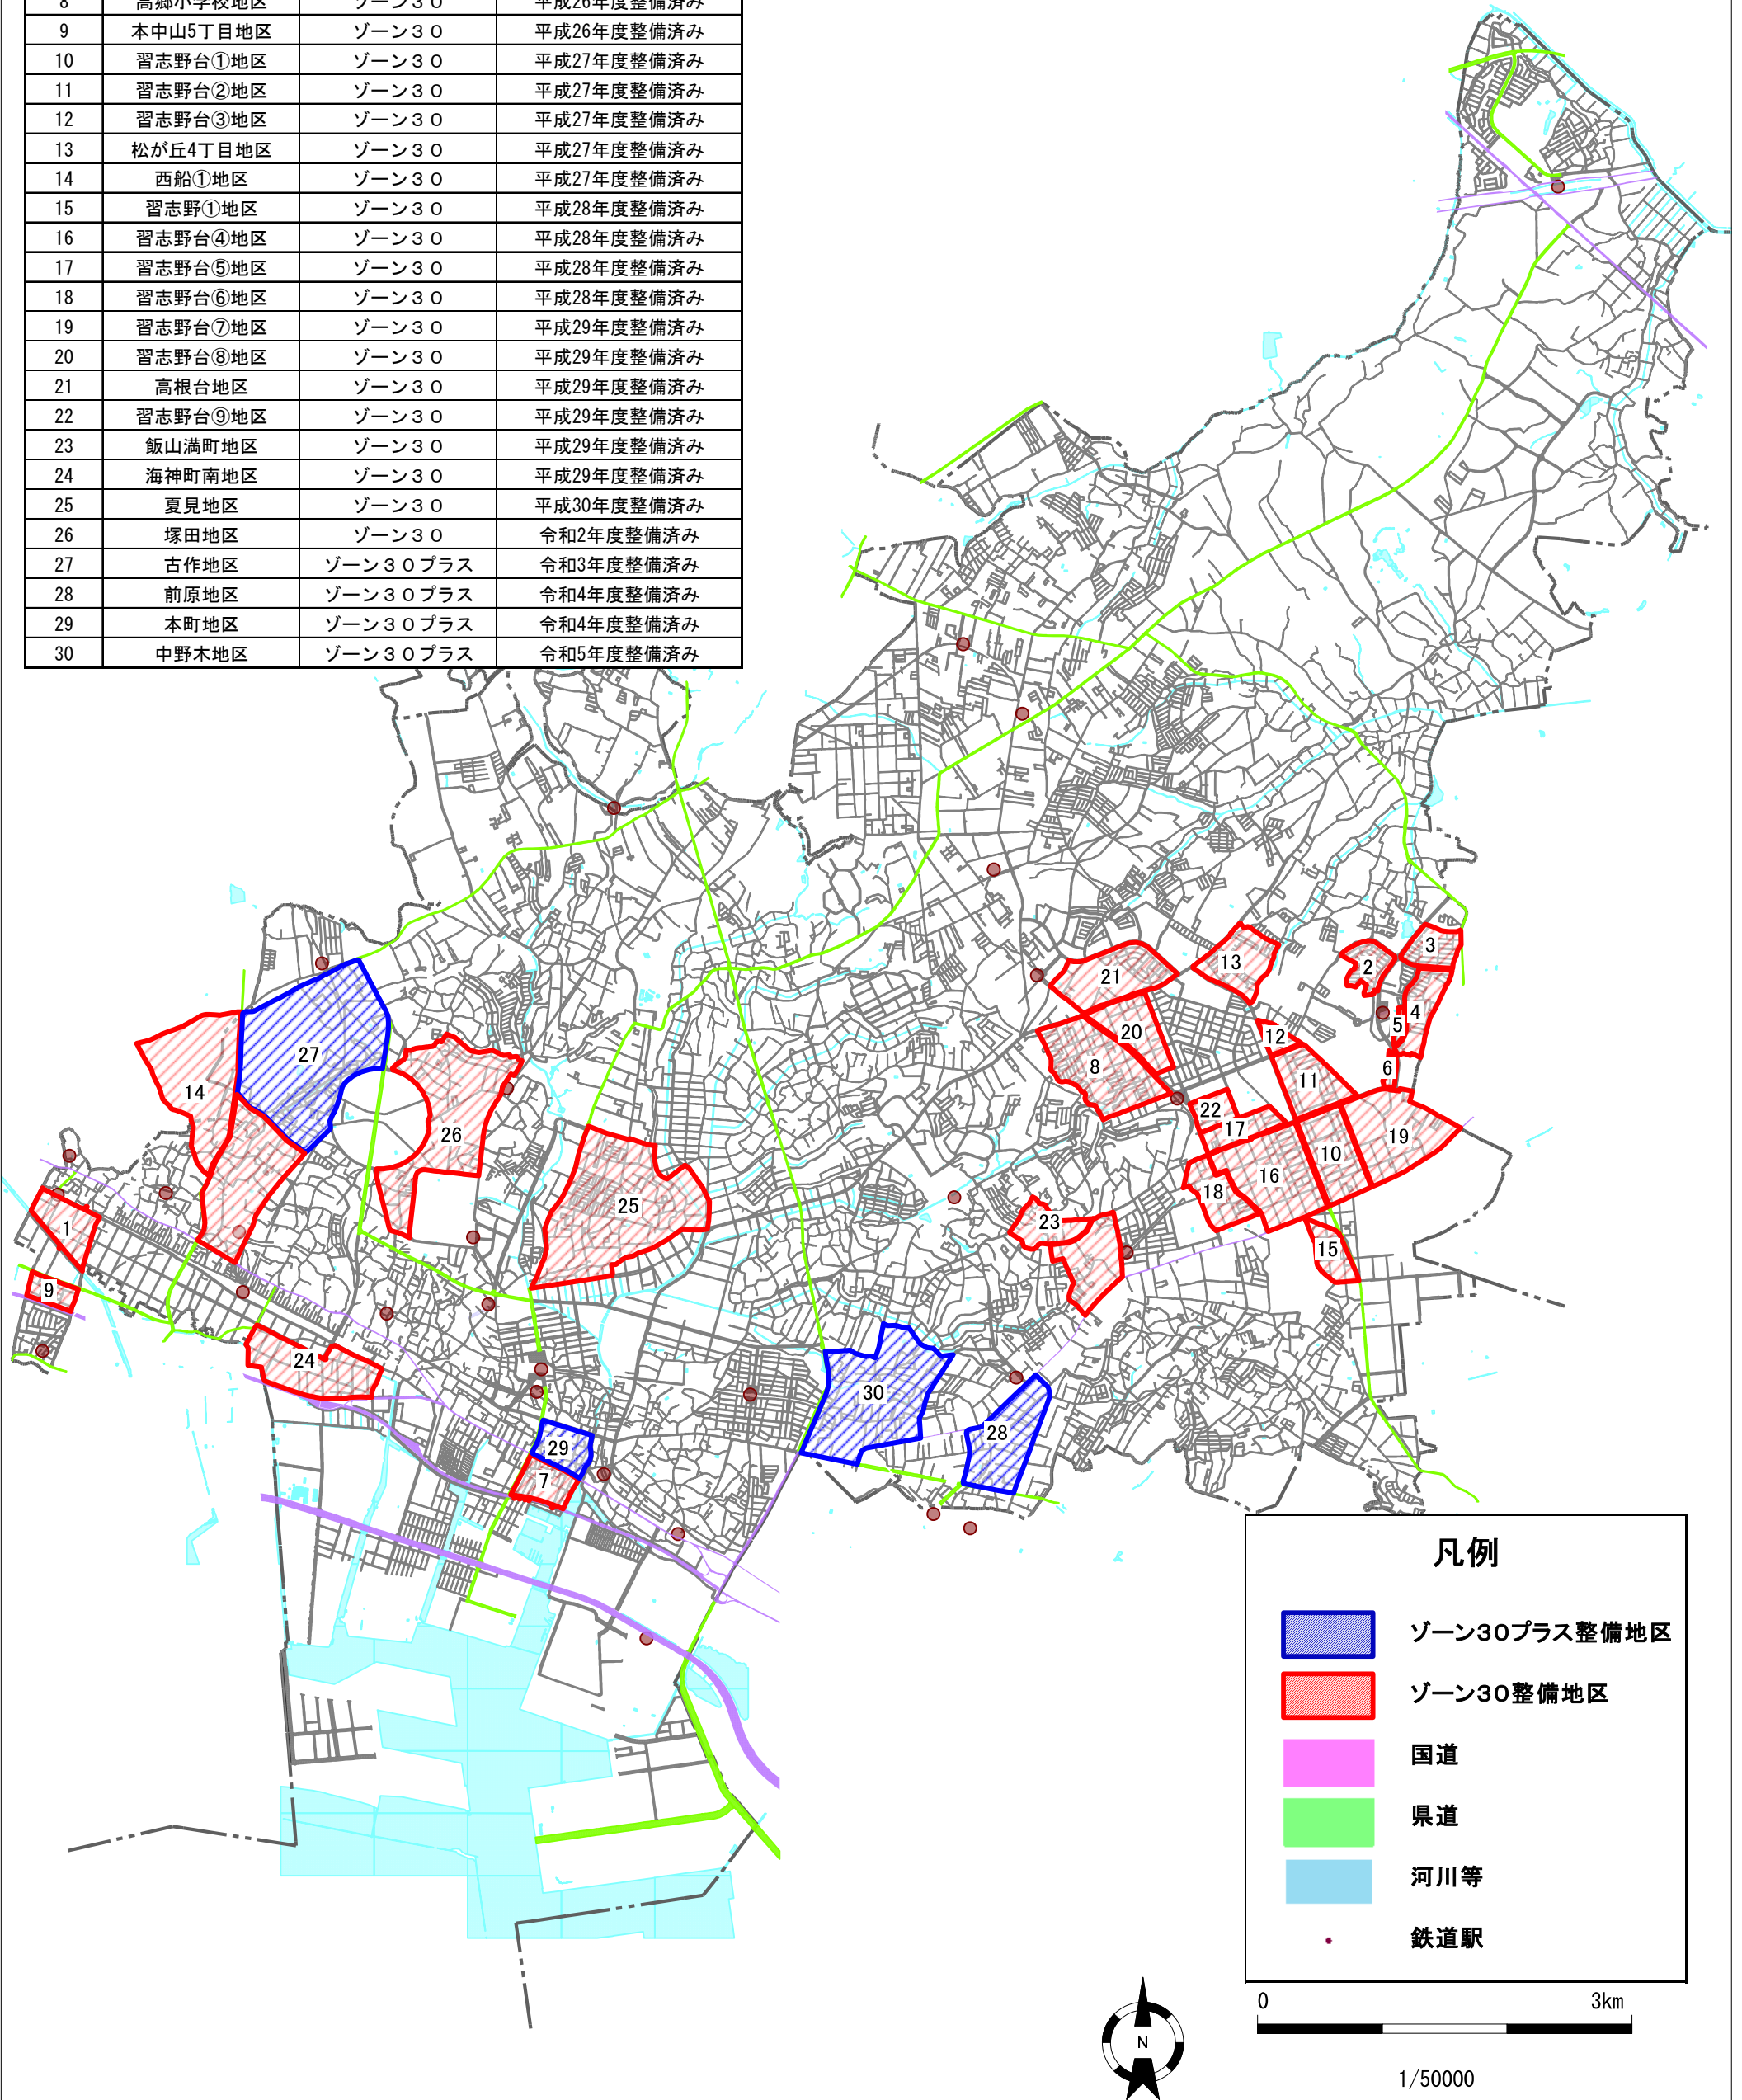 8 高郷小学校地区 ゾーン３０ 平成26年度整備済み
9 本中山5丁目地区 ゾーン３０ 平成26年度整備済み
10 習志野台①地区 ゾーン３０ 平成27年度整備済み
11 習志野台②地区 ゾーン３０ 平成27年度整備済み
12 習志野台③地区 ゾーン３０ 平成27年度整備済み
13 松が丘4丁目地区 ゾーン３０ 平成27年度整備済み
14 西船①地区 ゾーン３０ 平成27年度整備済み
15 習志野①地区 ゾーン３０ 平成28年度整備済み
16 習志野台④地区 ゾーン３０ 平成28年度整備済み
17 習志野台⑤地区 ゾーン３０ 平成28年度整備済み
18 習志野台⑥地区 ゾーン３０ 平成28年度整備済み
19 習志野台⑦地区 ゾーン３０ 平成29年度整備済み
20 習志野台⑧地区 ゾーン３０ 平成29年度整備済み
21 高根台地区 ゾーン３０ 平成29年度整備済み
22 習志野台⑨地区 ゾーン３０ 平成29年度整備済み
23 飯山満町地区 ゾーン３０ 平成29年度整備済み
24 海神町南地区 ゾーン３０ 平成29年度整備済み
25 夏見地区 ゾーン３０ 平成30年度整備済み
26 塚田地区 ゾーン３０ 令和2年度整備済み
27 古作地区 ゾーン３０プラス 令和3年度整備済み
28 前原地区 ゾーン３０プラス 令和4年度整備済み
29 本町地区 ゾーン３０プラス 令和4年度整備済み
30 中野木地区 ゾーン３０プラス 令和5年度整備済み
3
2
13
21
4
5
20
12
27
8
6
11
14
22
17
26
19
10
16
18
25
23
1
15
9
24
30
28
29
7
凡例
ゾーン３０プラス整備地区
ゾーン３０整備地区
国道
県道
河川等
鉄道駅
0 3km
N
1/50000